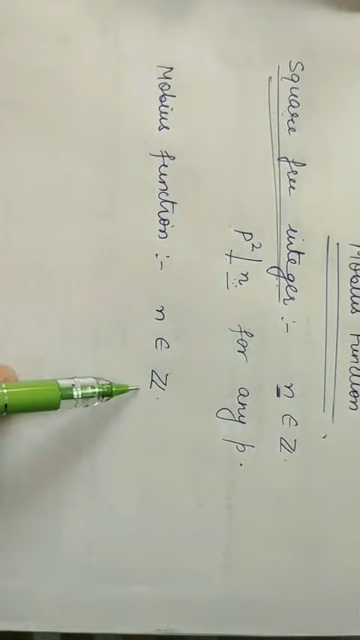 Mobius Function
Square free integer :- n ∈ Z.
p² ∤ n for any p.
Mobius function :- n ∈ Z.